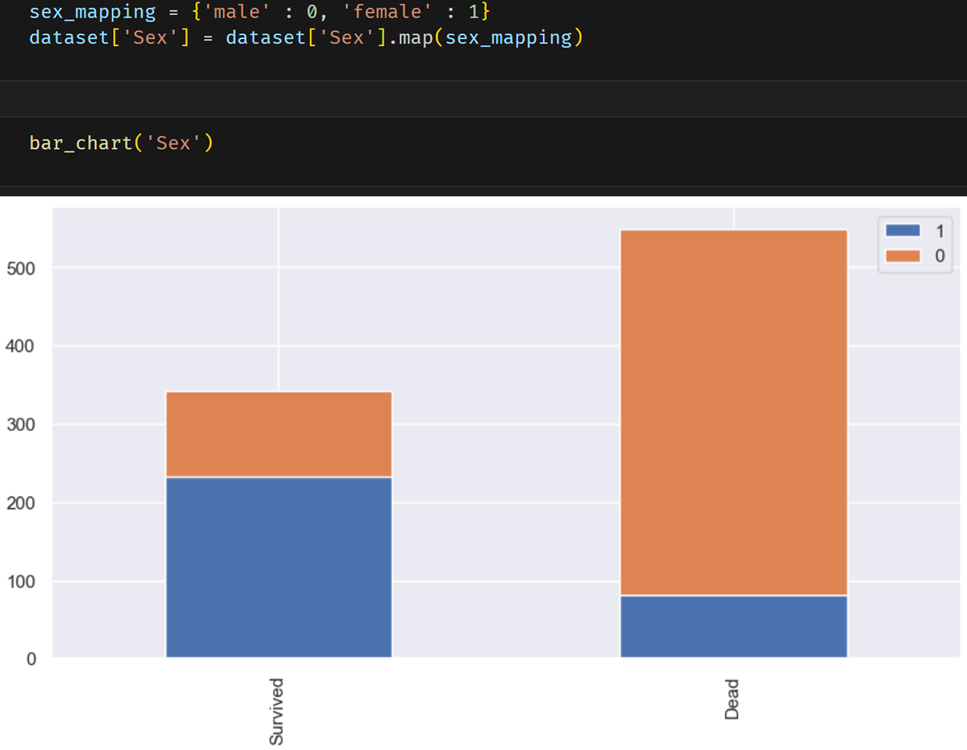 sex_mapping = {'male' : 0, 'female' : 1}
dataset['Sex'] = dataset['Sex'].map(sex_mapping)
bar_chart('Sex')
1
0
500
400
300
200
100
0
Survived
Dead